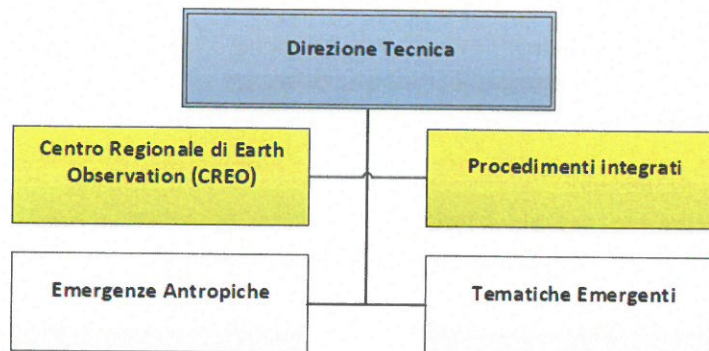 Direzione Tecnica
Centro Regionale di Earth
Observation (CREO)
Procedimenti integrati
Emergenze Antropiche
Tematiche Emergenti